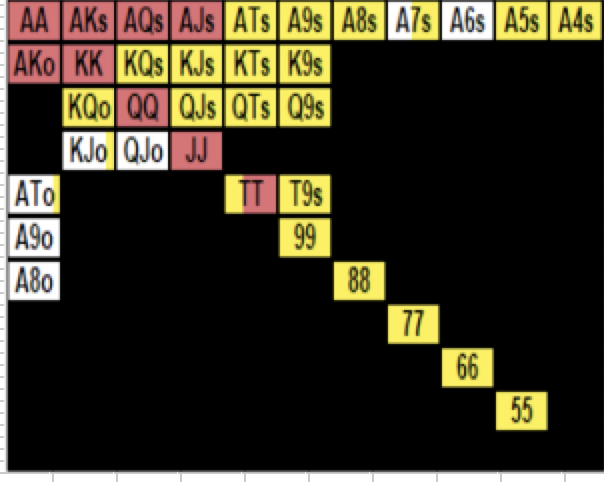 AA AKs AQs AJs ATs A9s A8s A7s A6s A5s A4s
AKo KK KQs KJs KTs K9s
KQo QQ QJs QTs Q9s
KJo QJo JJ
ATo TT T9s
A9o 99
A8o 88
77
66
55